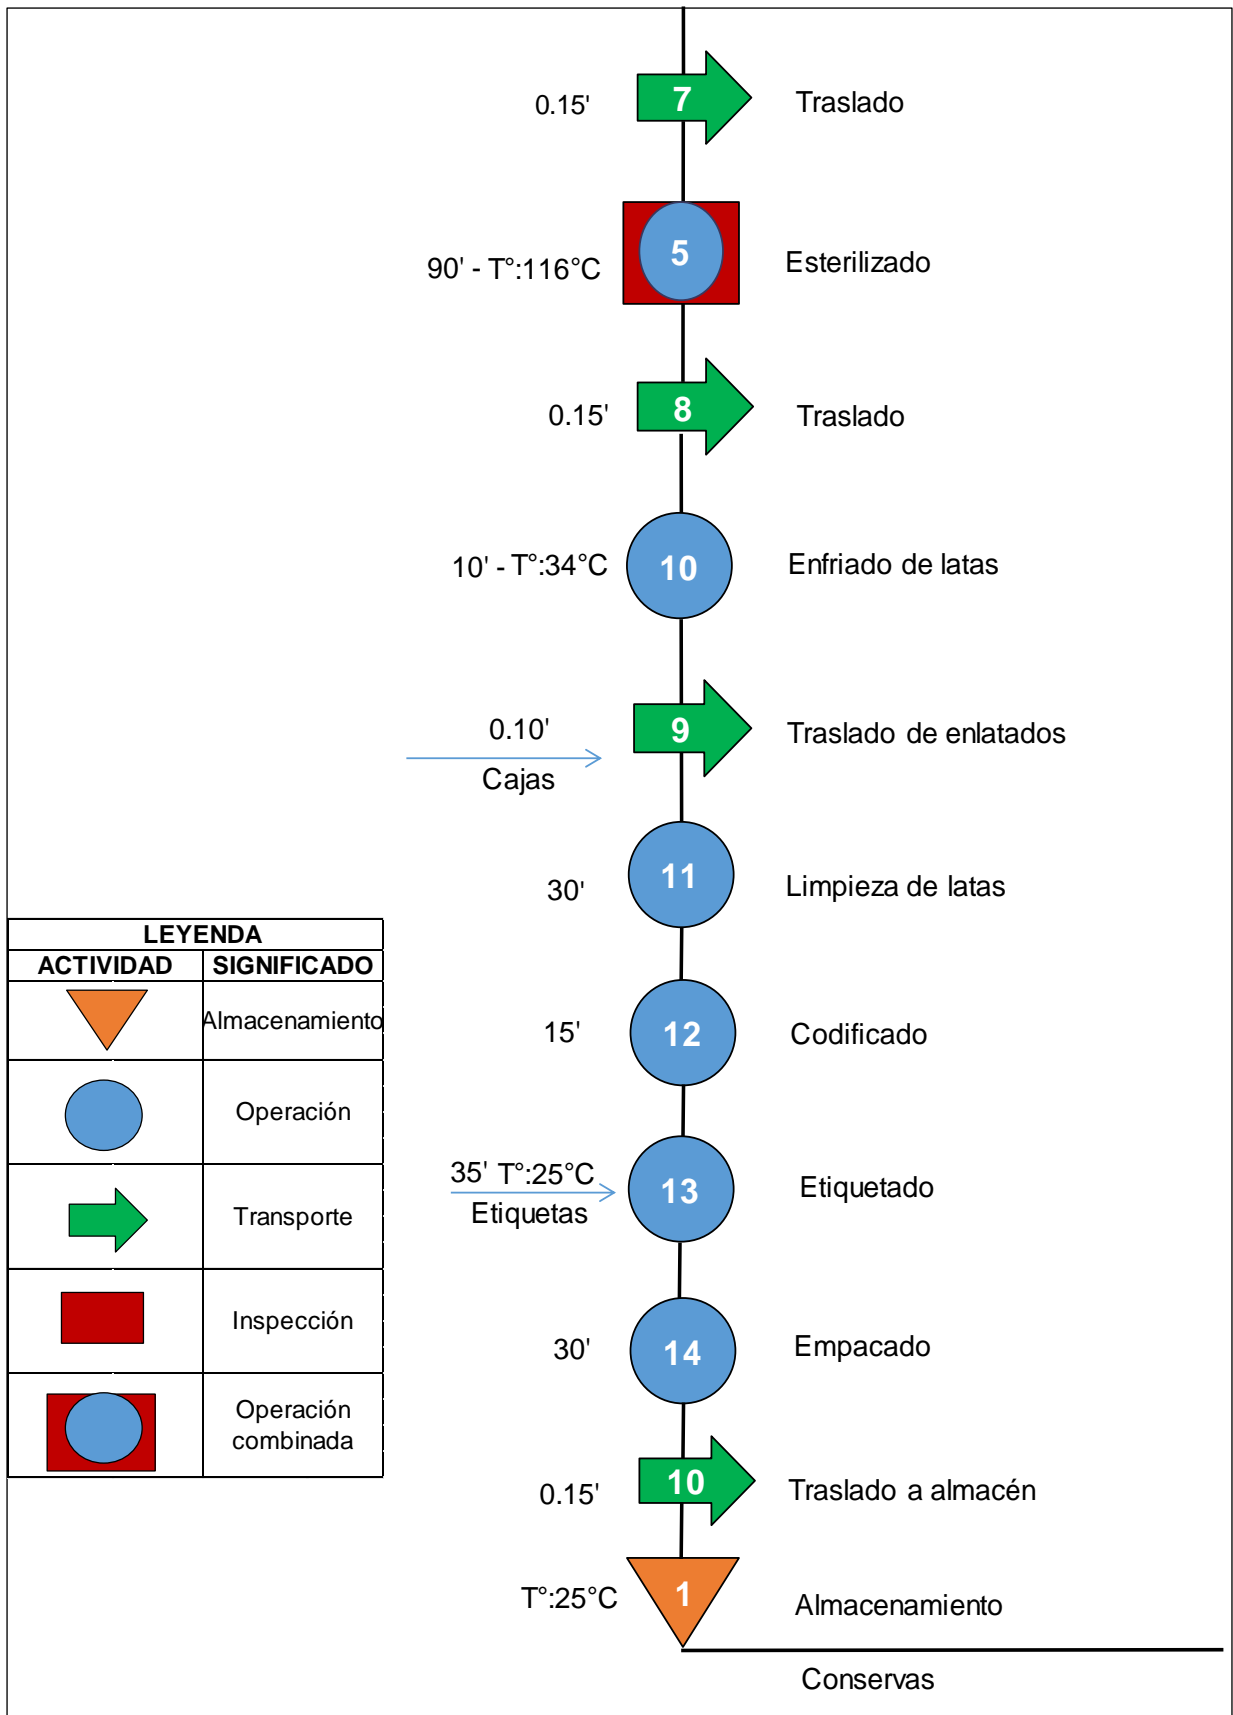 0.15'
7
Traslado
90' - T°:116°C
5
Esterilizado
0.15'
8
Traslado
10' - T°:34°C
10
Enfriado de latas
0.10'
Cajas
9
Traslado de enlatados
30'
11
Limpieza de latas
15'
12
Codificado
35' T°:25°C
Etiquetas
13
Etiquetado
30'
14
Empacado
0.15'
10
Traslado a almacén
T°:25°C
1
Almacenamiento
Conservas
LEYENDA
ACTIVIDAD SIGNIFICADO
Almacenamiento
Operación
Transporte
Inspección
Operación
combinada